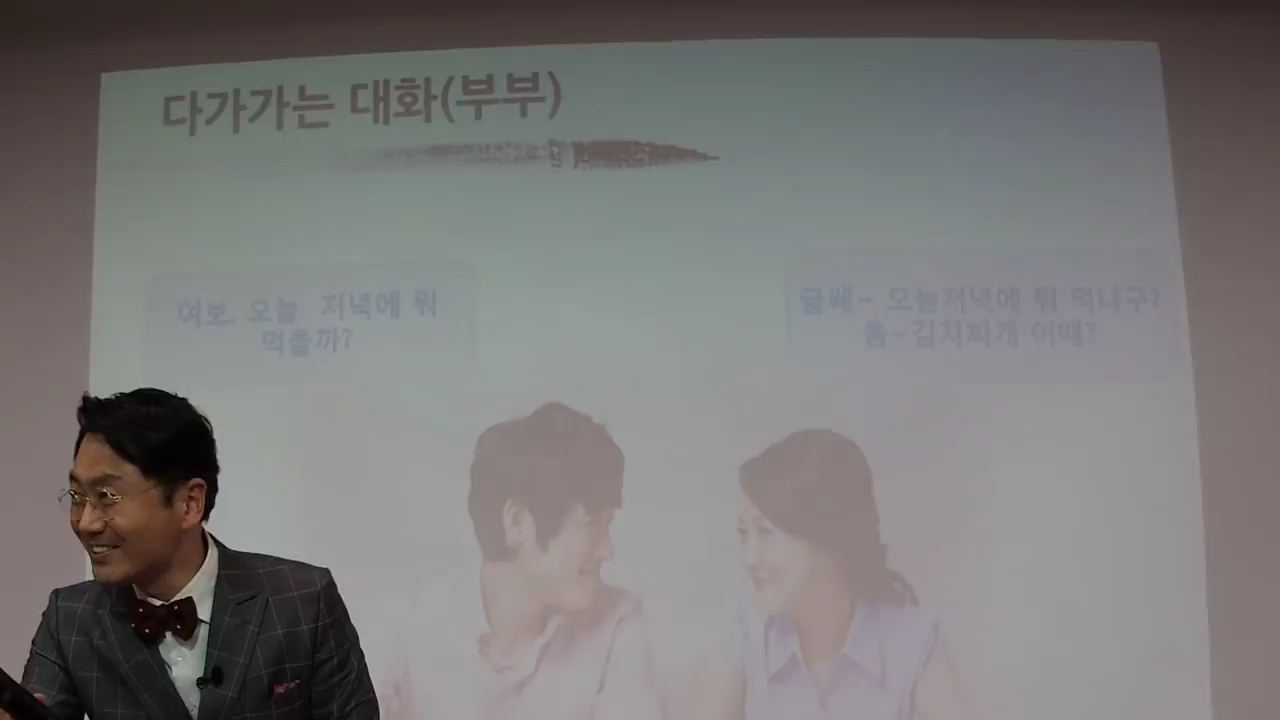 다가가는 대화(부부)
여보, 오늘 저녁에 뭐
먹을까?
글쎄~ 오늘저녁에 뭐 먹니구?
음~김치찌개 어때?